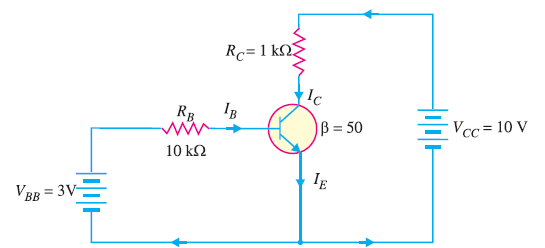 R_C = 1 kΩ
I_C
R_B
I_B
β = 50
V_CC = 10 V
10 kΩ
V_BB = 3V
I_E